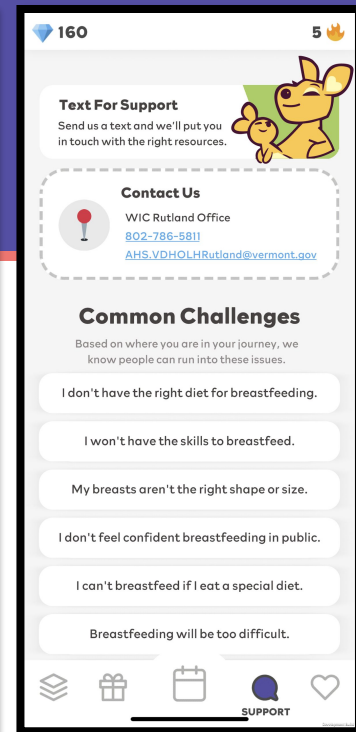 160
5
Text For Support
Send us a text and we'll put you
in touch with the right resources.
Contact Us
WIC Rutland Office
802-786-5811
AHS.VDHOLHRutland@vermont.gov
Common Challenges
Based on where you are in your journey, we
know people can run into these issues.
I don't have the right diet for breastfeeding.
I won't have the skills to breastfeed.
My breasts aren't the right shape or size.
I don't feel confident breastfeeding in public.
I can't breastfeed if I eat a special diet.
Breastfeeding will be too difficult.
SUPPORT